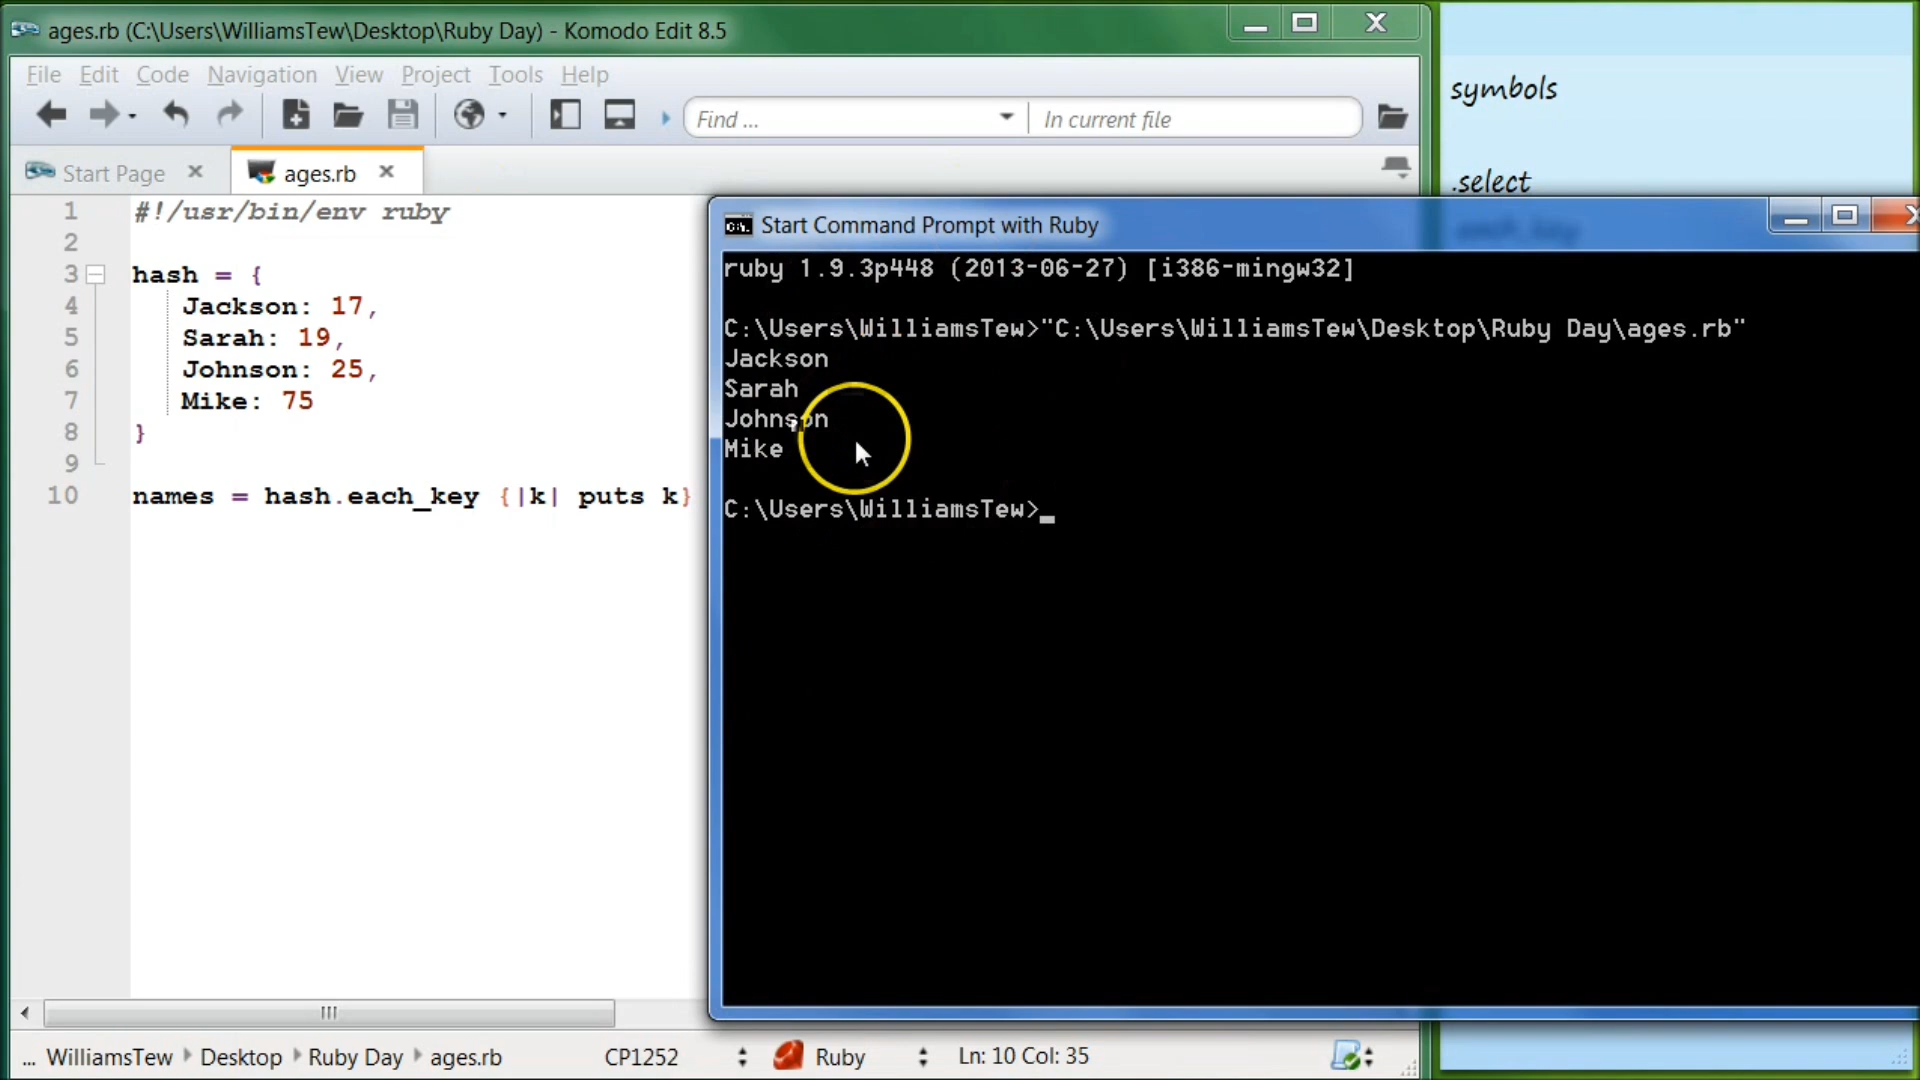 ages.rb (C:\Users\WilliamsTew\Desktop\Ruby Day) - Komodo Edit 8.5
File Edit Code Navigation View Project Tools Help
Find ...
In current file
Start Page
ages.rb
1 #!/usr/bin/env ruby
2
3 hash = {
4 Jackson: 17,
5 Sarah: 19,
6 Johnson: 25,
7 Mike: 75
8 }
9
10 names = hash.each_key {|k| puts k}
... WilliamsTew Desktop Ruby Day ages.rb
CP1252
Ruby
Ln: 10 Col: 35
symbols
.select
.each_key
Start Command Prompt with Ruby
ruby 1.9.3p448 (2013-06-27) [i386-mingw32]
C:\Users\WilliamsTew>"C:\Users\WilliamsTew\Desktop\Ruby Day\ages.rb"
Jackson
Sarah
Johnson
Mike
C:\Users\WilliamsTew>_